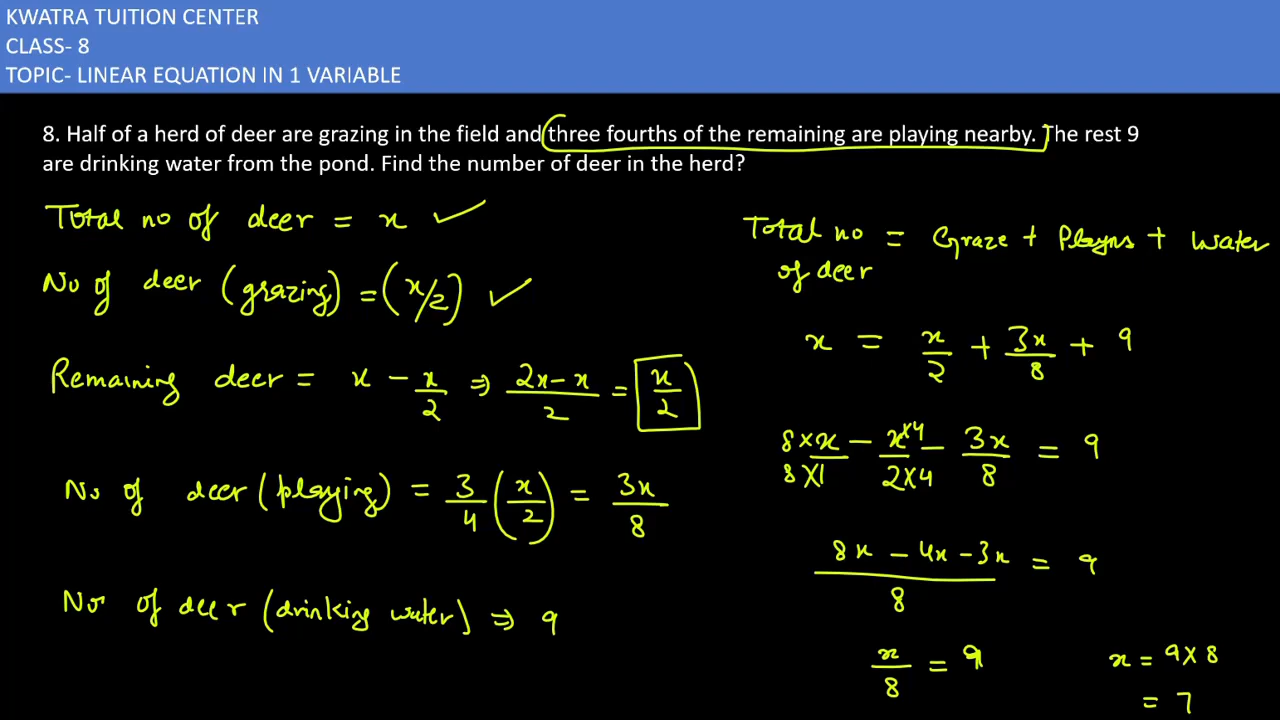 KWATRA TUITION CENTER
CLASS- 8
TOPIC- LINEAR EQUATION IN 1 VARIABLE
8. Half of a herd of deer are grazing in the field and three fourths of the remaining are playing nearby. The rest 9
are drinking water from the pond. Find the number of deer in the herd?
Total no of deer = x ✓
No of deer (grazing) = (x/2) ✓
Remaining deer = x - x/2 ⇒ (2x-x)/2 = x/2
No of deer (playing) = 3/4 (x/2) = 3x/8
No of deer (drinking water) ⇒ 9
Total no of deer = Graze + Playns + Water
x = x/2 + 3x/8 + 9
8×x/8×1 - x×4/2×4 - 3x/8 = 9
(8x - 4x - 3x)/8 = 9
x/8 = 9
x = 9×8
= 7